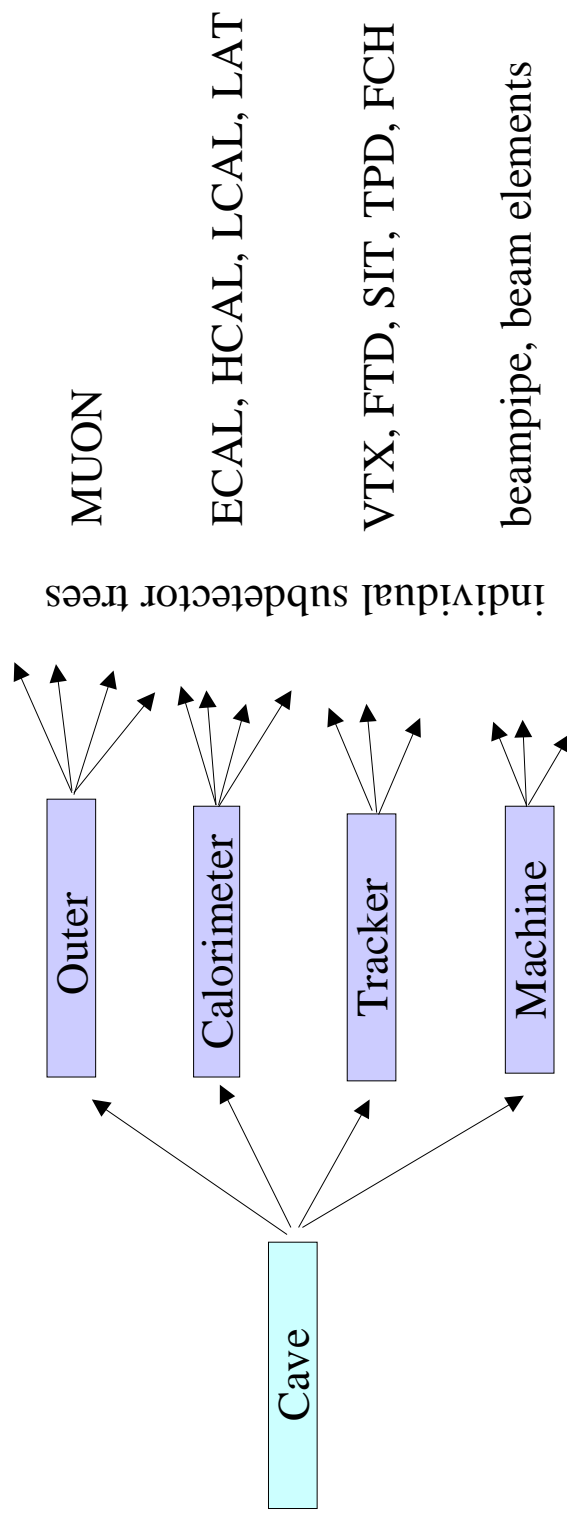 Cave
Outer
Calorimeter
Tracker
Machine
individual subdetector trees
MUON
ECAL, HCAL, LCAL, LAT
VTX, FTD, SIT, TPD, FCH
beampipe, beam elements